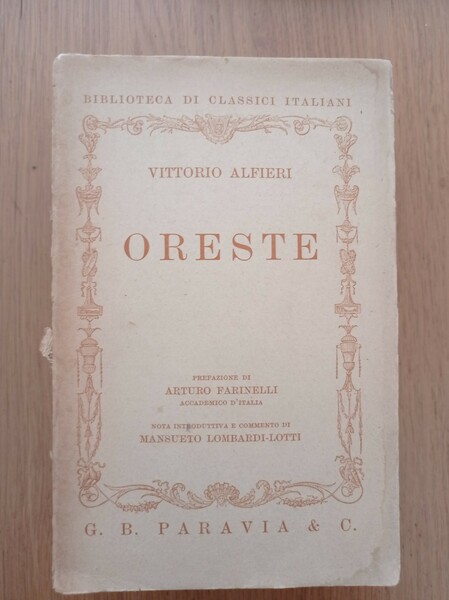 BIBLIOTECA DI CLASSICI ITALIANI
VITTORIO ALFIERI
ORESTE
PREFAZIONE DI
ARTURO FARINELLI
ACCADEMICO D'ITALIA
NOTA INTRODUTTIVA E COMMENTO DI
MANSUETO LOMBARDI-LOTTI
G. B. PARAVIA & C.